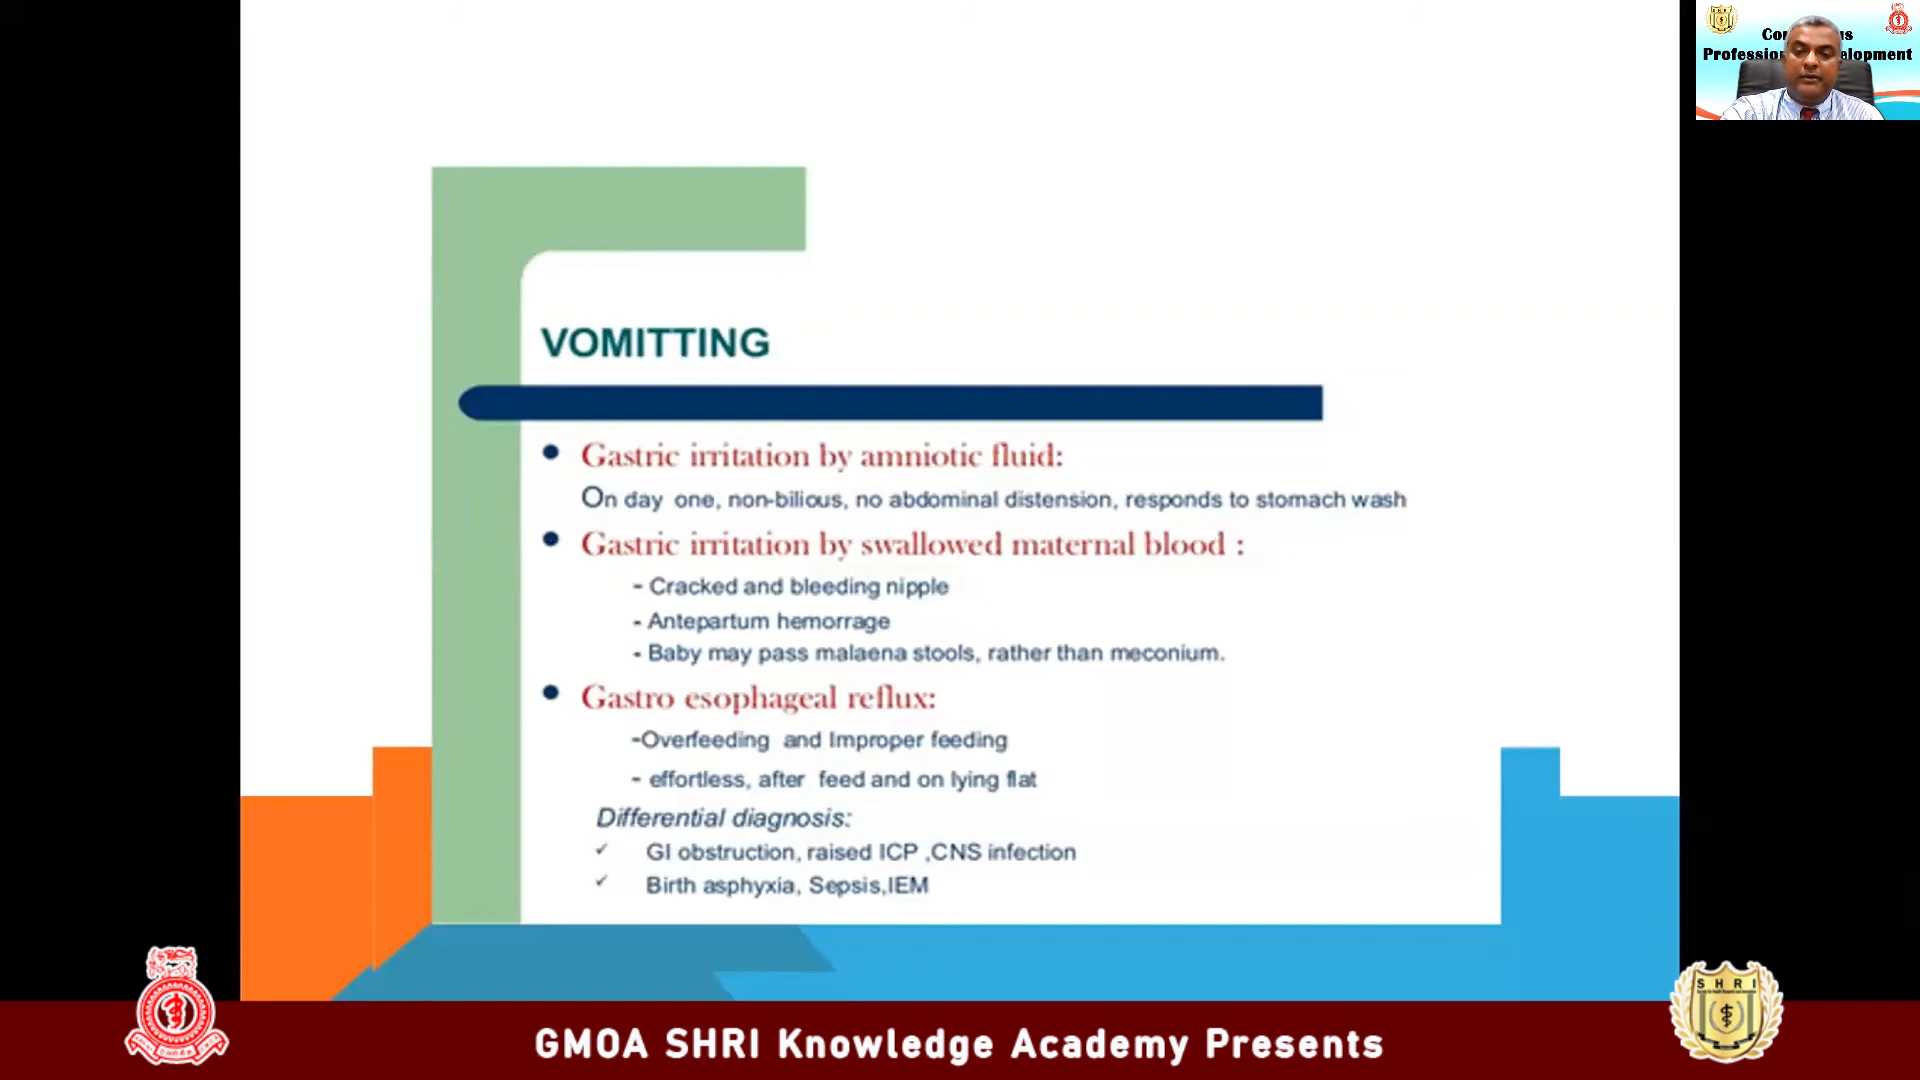 VOMITTING
Gastric irritation by amniotic fluid:
On day one, non-bilious, no abdominal distension, responds to stomach wash
Gastric irritation by swallowed maternal blood :
- Cracked and bleeding nipple
- Antepartum hemorrage
- Baby may pass malaena stools, rather than meconium.
Gastro esophageal reflux:
-Overfeeding and Improper feeding
- effortless, after feed and on lying flat
Differential diagnosis:
✓ GI obstruction, raised ICP ,CNS infection
✓ Birth asphyxia, Sepsis,IEM
SHRI
GMOA SHRI Knowledge Academy Presents
SHRI